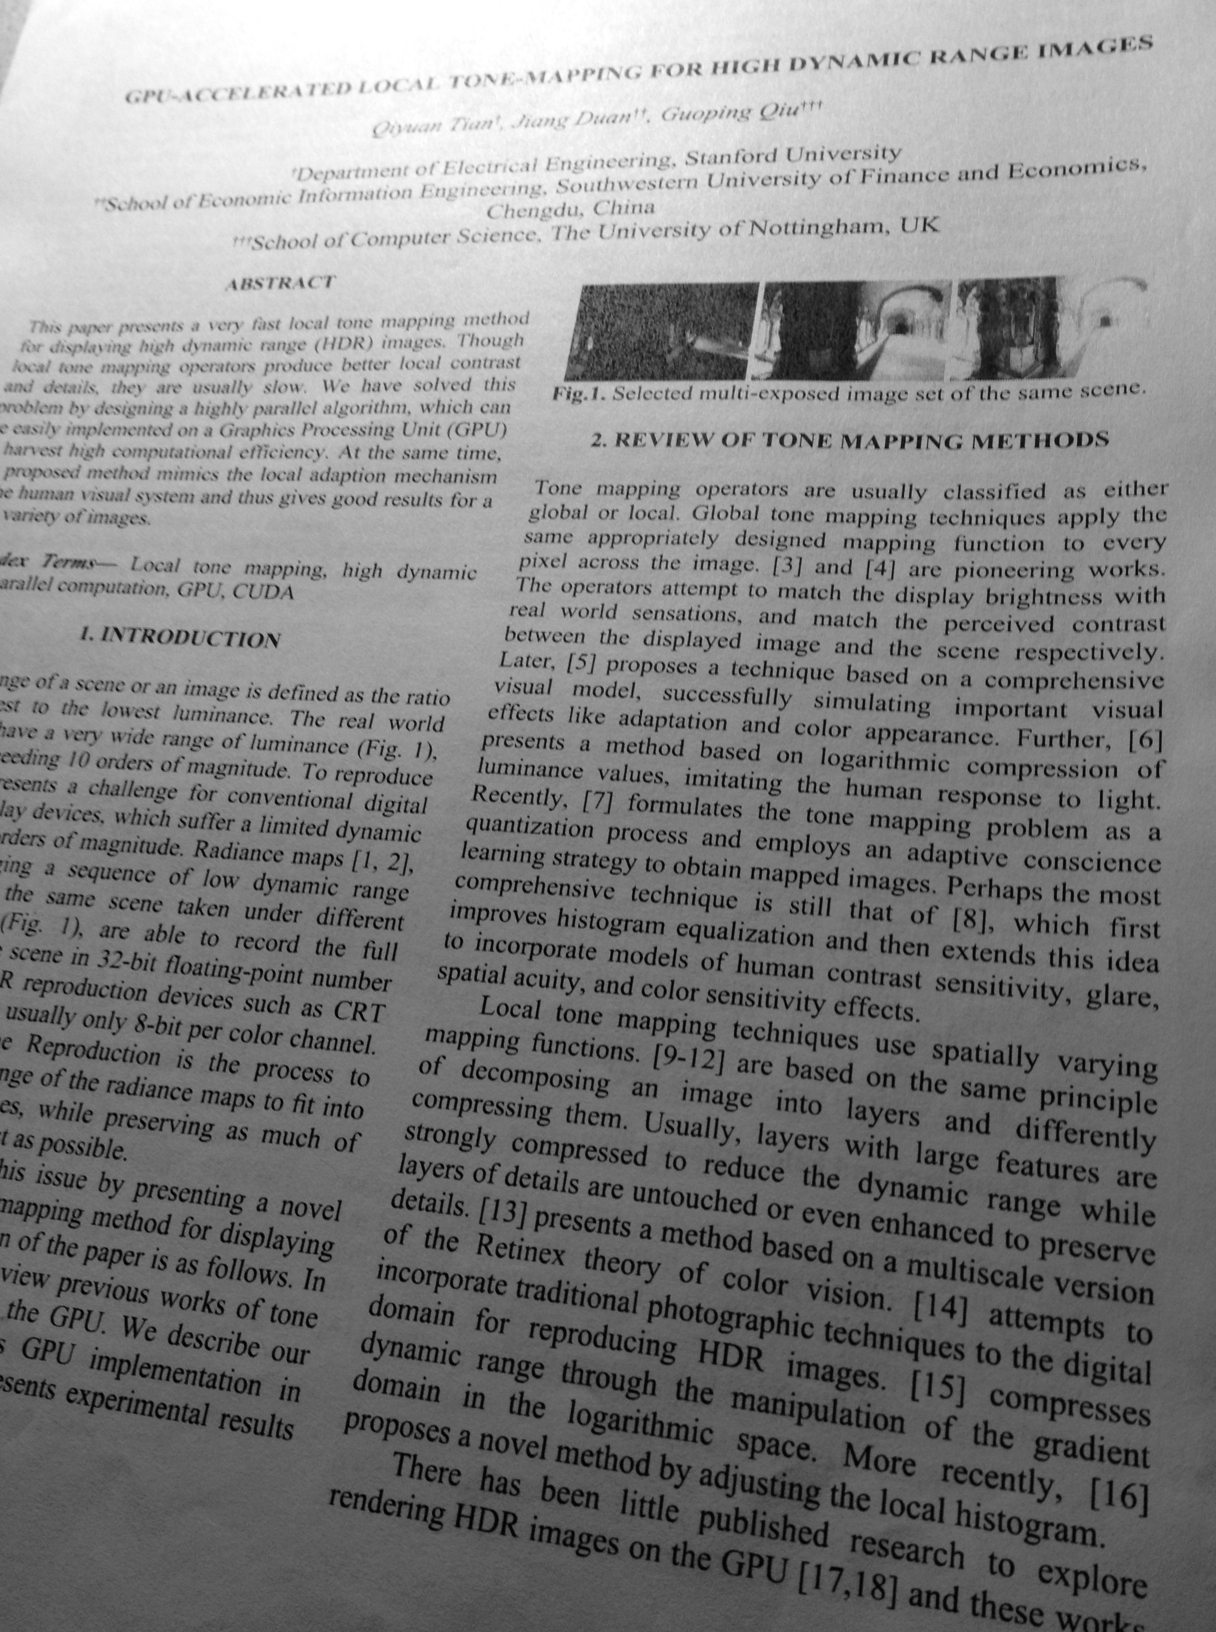 GPU-ACCELERATED LOCAL TONE-MAPPING FOR HIGH DYNAMIC RANGE IMAGES
Qiyuan Tian†, Jiang Duan††, Guoping Qiu†††
†Department of Electrical Engineering, Stanford University
††School of Economic Information Engineering, Southwestern University of Finance and Economics,
Chengdu, China
†††School of Computer Science, The University of Nottingham, UK
ABSTRACT
This paper presents a very fast local tone mapping method
for displaying high dynamic range (HDR) images. Though
local tone mapping operators produce better local contrast
and details, they are usually slow. We have solved this
problem by designing a highly parallel algorithm, which can
easily implemented on a Graphics Processing Unit (GPU)
harvest high computational efficiency. At the same time,
proposed method mimics the local adaption mechanism
human visual system and thus gives good results for a
variety of images.
Terms— Local tone mapping, high dynamic
computation, GPU, CUDA
1. INTRODUCTION
of a scene or an image is defined as the ratio
to the lowest luminance. The real world
have a very wide range of luminance (Fig. 1),
10 orders of magnitude. To reproduce
a challenge for conventional digital
devices, which suffer a limited dynamic
orders of magnitude. Radiance maps [1, 2],
a sequence of low dynamic range
the same scene taken under different
(Fig. 1), are able to record the full
scene in 32-bit floating-point number
reproduction devices such as CRT
usually only 8-bit per color channel.
Reproduction is the process to
of the radiance maps to fit into
while preserving as much of
as possible.
this issue by presenting a novel
mapping method for displaying
of the paper is as follows. In
previous works of tone
the GPU. We describe our
GPU implementation in
experimental results
Fig.1. Selected multi-exposed image set of the same scene.
2. REVIEW OF TONE MAPPING METHODS
Tone mapping operators are usually classified as either
global or local. Global tone mapping techniques apply the
same appropriately designed mapping function to every
pixel across the image. [3] and [4] are pioneering works.
The operators attempt to match the display brightness with
real world sensations, and match the perceived contrast
between the displayed image and the scene respectively.
Later, [5] proposes a technique based on a comprehensive
visual model, successfully simulating important visual
effects like adaptation and color appearance. Further, [6]
presents a method based on logarithmic compression of
luminance values, imitating the human response to light.
Recently, [7] formulates the tone mapping problem as a
quantization process and employs an adaptive conscience
learning strategy to obtain mapped images. Perhaps the most
comprehensive technique is still that of [8], which first
improves histogram equalization and then extends this idea
to incorporate models of human contrast sensitivity, glare,
spatial acuity, and color sensitivity effects.
Local tone mapping techniques use spatially varying
mapping functions. [9-12] are based on the same principle
of decomposing an image into layers and differently
compressing them. Usually, layers with large features are
strongly compressed to reduce the dynamic range while
layers of details are untouched or even enhanced to preserve
details. [13] presents a method based on a multiscale version
of the Retinex theory of color vision. [14] attempts to
incorporate traditional photographic techniques to the digital
domain for reproducing HDR images. [15] compresses
dynamic range through the manipulation of the gradient
domain in the logarithmic space. More recently, [16]
proposes a novel method by adjusting the local histogram.
There has been little published research to explore
rendering HDR images on the GPU [17,18] and these works